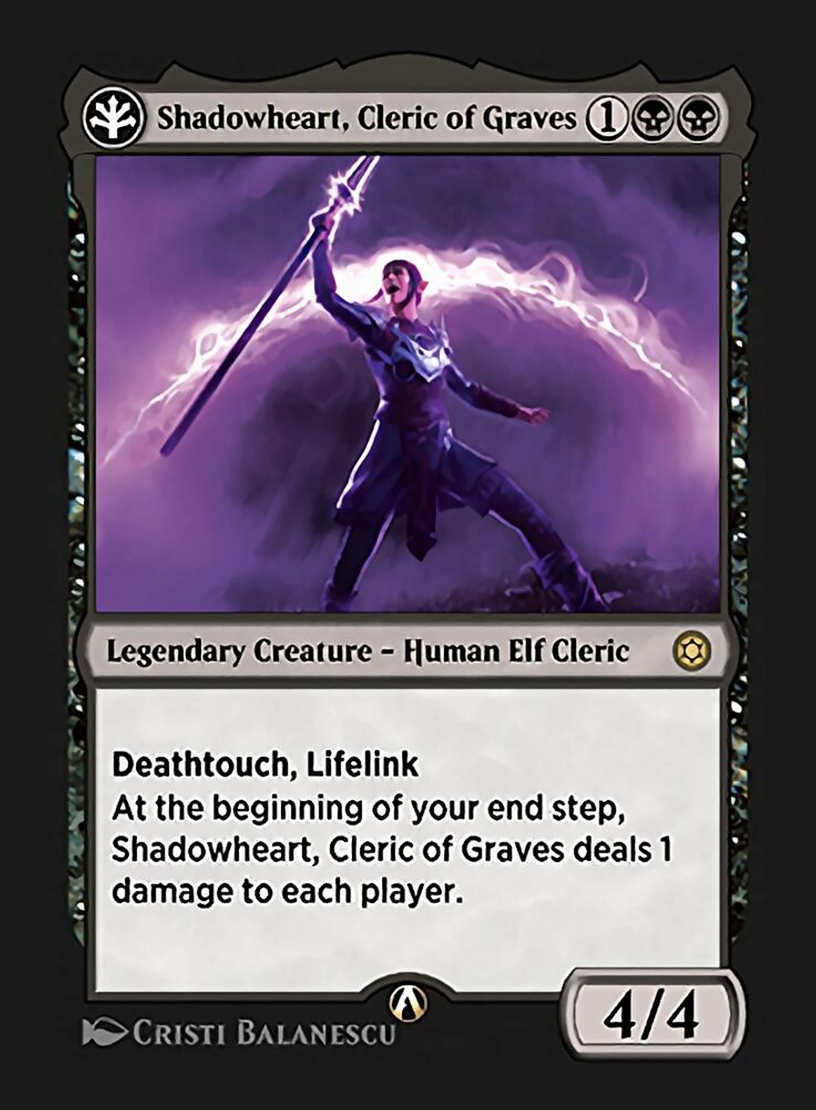 Shadowheart, Cleric of Graves 1
Legendary Creature – Human Elf Cleric
Deathtouch, Lifelink
At the beginning of your end step,
Shadowheart, Cleric of Graves deals 1
damage to each player.
4/4
Cristi Balanescu